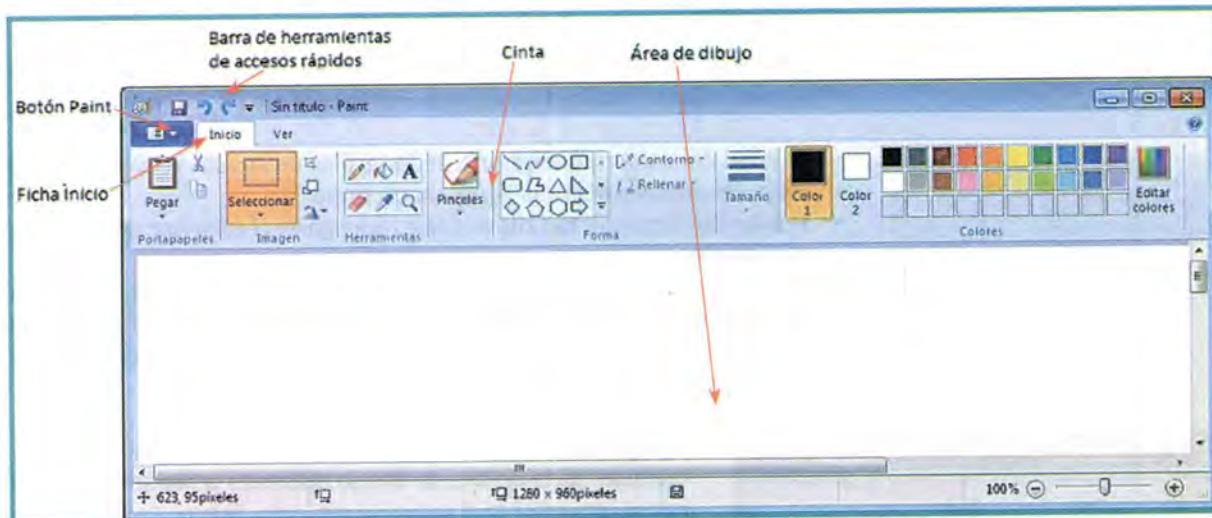 Barra de herramientas
de accesos rápidos
Cinta
Área de dibujo
Botón Paint
Sin título - Paint
Inicio
Ver
Ficha Inicio
Pegar
Seleccionar
Pinceles
Contorno
Rellenar
Tamaño
Color
1
Color
2
Editar
colores
Portapapeles
Imagen
Herramientas
Forma
Colores
623, 95píxeles
1280 × 960píxeles
100%